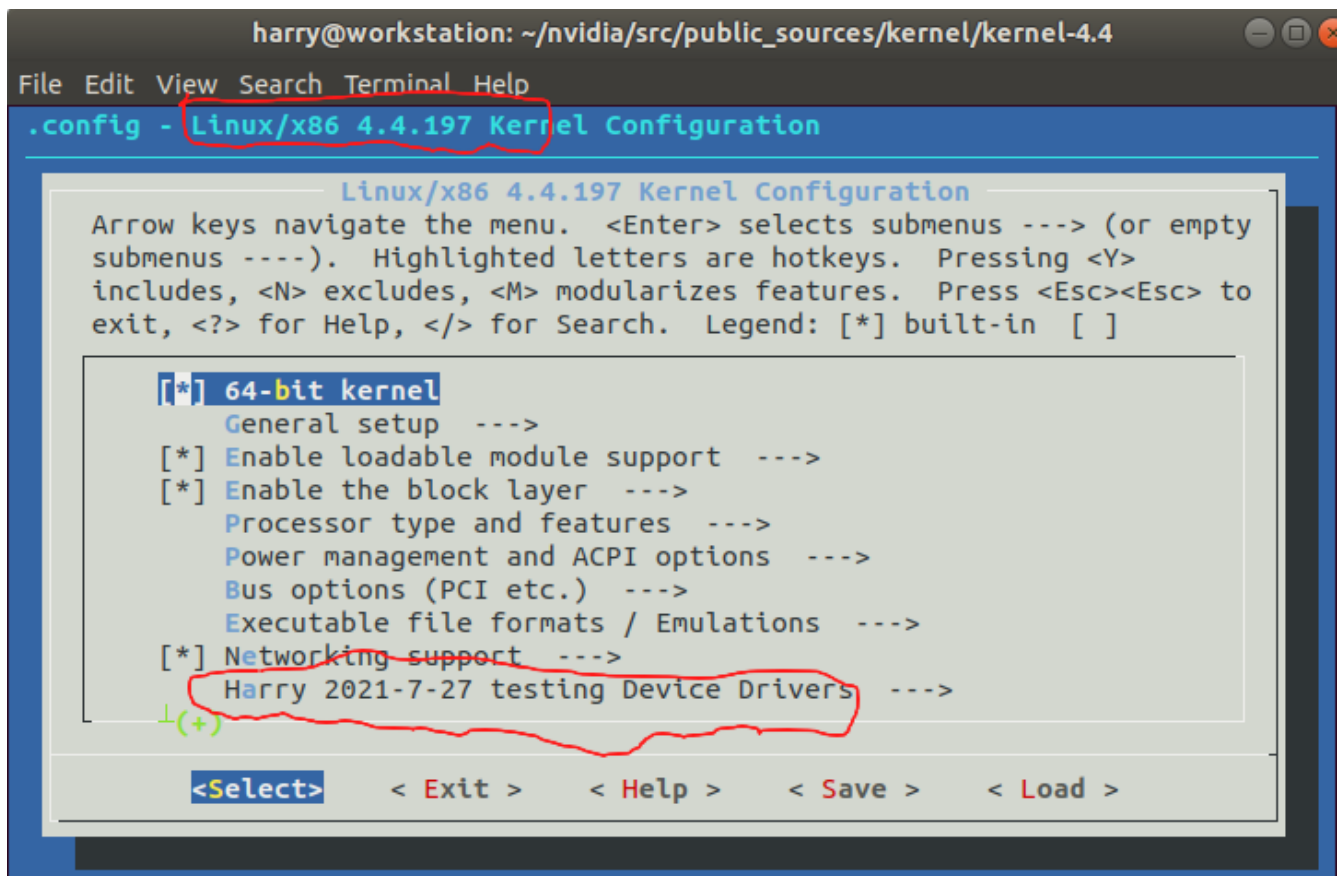 harry@workstation: ~/nvidia/src/public_sources/kernel/kernel-4.4
File Edit View Search Terminal Help
.config - Linux/x86 4.4.197 Kernel Configuration
Linux/x86 4.4.197 Kernel Configuration
Arrow keys navigate the menu.  <Enter> selects submenus ---> (or empty
submenus ----).  Highlighted letters are hotkeys.  Pressing <Y>
includes, <N> excludes, <M> modularizes features.  Press <Esc><Esc> to
exit, <?> for Help, </> for Search.  Legend: [*] built-in  [ ]
[*] 64-bit kernel
General setup  --->
[*] Enable loadable module support  --->
[*] Enable the block layer  --->
Processor type and features  --->
Power management and ACPI options  --->
Bus options (PCI etc.)  --->
Executable file formats / Emulations  --->
[*] Networking support  --->
Harry 2021-7-27 testing Device Drivers  --->
┴(+)
<Select>    < Exit >    < Help >    < Save >    < Load >